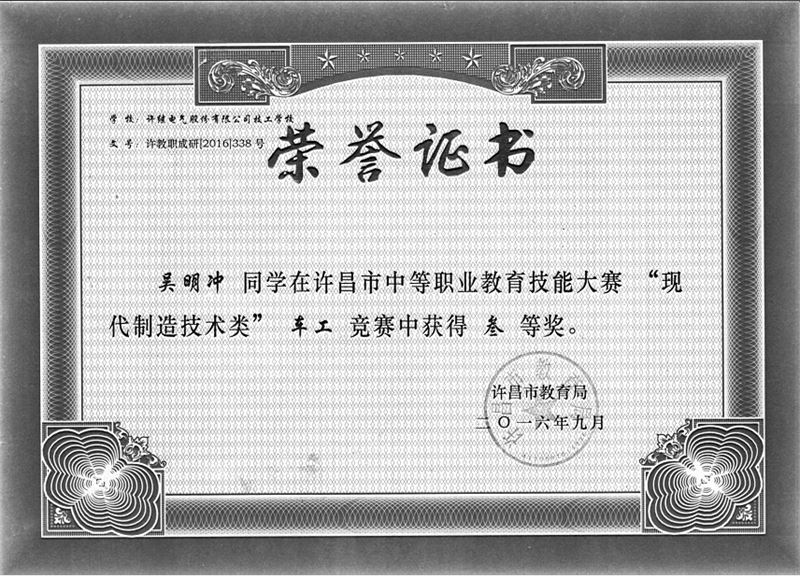 学校：许继电气股份有限公司技工学校
文号：许教职成研[2016]338号
荣誉证书
吴明冲 同学在许昌市中等职业教育技能大赛 “现
代制造技术类” 车工 竞赛中获得 叁 等奖。
许昌市教育局
二〇一六年九月